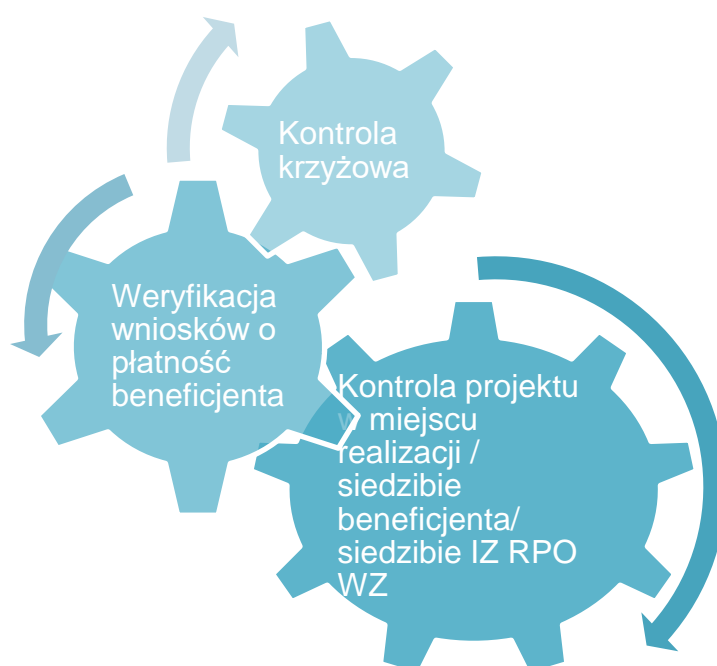 Kontrola
krzyżowa
Weryfikacja
wniosków o
płatność
beneficjenta
Kontrola projektu
w miejscu
realizacji /
siedzibie
beneficjenta/
siedzibie IZ RPO
WZ